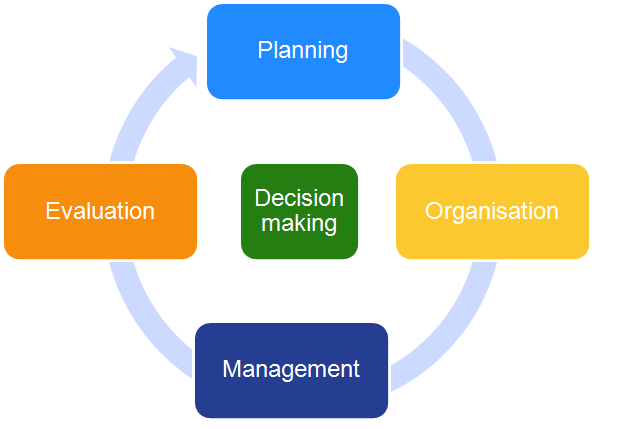 Planning
Evaluation
Decision
making
Organisation
Management